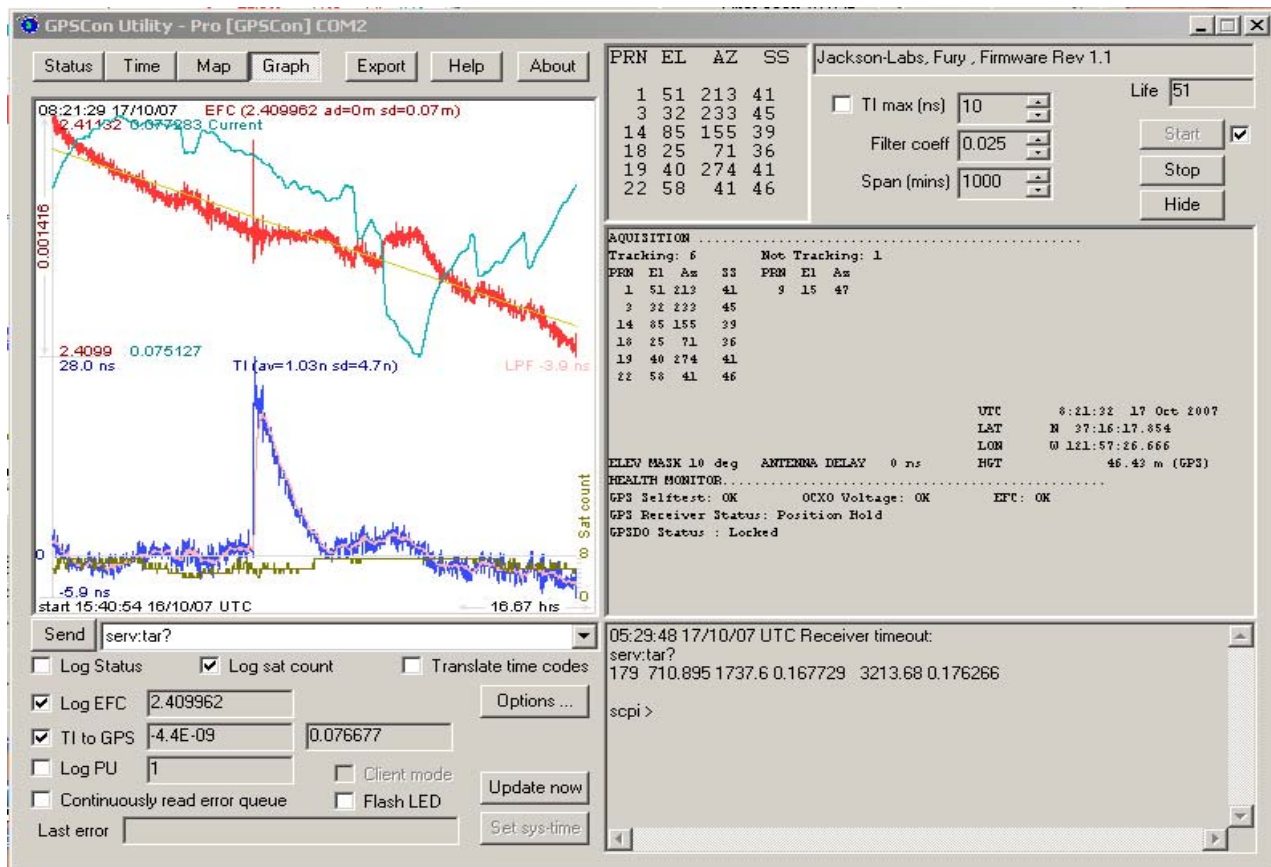 GPSCon Utility - Pro [GPSCon] COM2
Status Time Map Graph Export Help About
08:21:29 17/10/07 EFC (2.409962 ad=0m sd=0.07m)
2.41132 0.077283 Current
0.001416
2.4099 0.075127
28.0 ns TI (av=1.03n sd=4.7n) LPF -3.9 ns
0
-5.9 ns
0 Sat count 8
start 15:40:54 16/10/07 UTC 16.67 hrs
PRN EL AZ SS
1 51 213 41
3 32 233 45
14 85 155 39
18 25 71 36
19 40 274 41
22 58 41 46
Jackson-Labs, Fury , Firmware Rev 1.1
TI max (ns) 10
Filter coeff 0.025
Span (mins) 1000
Life 51
Start
Stop
Hide
AQUISITION ................................................
Tracking: 6 Not Tracking: 1
PRN El Az SS PRN El Az
1 51 213 41 9 15 47
3 32 233 45
14 85 155 39
18 25 71 36
19 40 274 41
22 58 41 46
UTC 8:21:32 17 Oct 2007
LAT N 37:16:17.854
LON W 121:57:26.666
ELEV MASK 10 deg ANTENNA DELAY 0 ns HGT 46.43 m (GPS)
HEALTH MONITOR..................................................
GPS Selftest: OK OCXO Voltage: OK EFC: OK
GPS Receiver Status: Position Hold
GPSDO Status : Locked
Send serv:tar?
Log Status Log sat count Translate time codes
Log EFC 2.409962 Options ...
TI to GPS -4.4E-09 0.076677
Log PU 1 Client mode
Update now
Continuously read error queue Flash LED
Last error Set sys-time
05:29:48 17/10/07 UTC Receiver timeout:
serv:tar?
179 710.895 1737.6 0.167729 3213.68 0.176266
scpi >